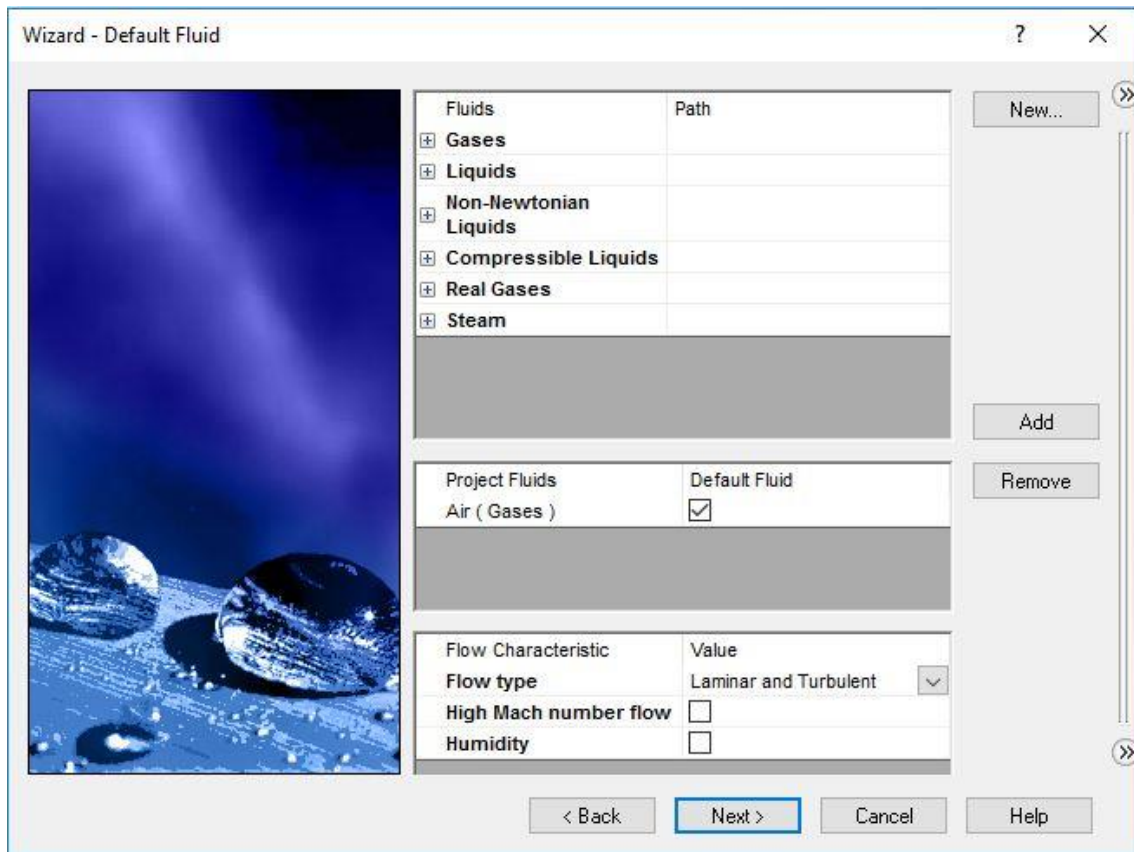 Wizard - Default Fluid
?
Fluids Path
New...
Gases
Liquids
Non-Newtonian
Liquids
Compressible Liquids
Real Gases
Steam
Add
Project Fluids Default Fluid
Remove
Air ( Gases )
Flow Characteristic Value
Flow type Laminar and Turbulent
High Mach number flow
Humidity
< Back Next > Cancel Help